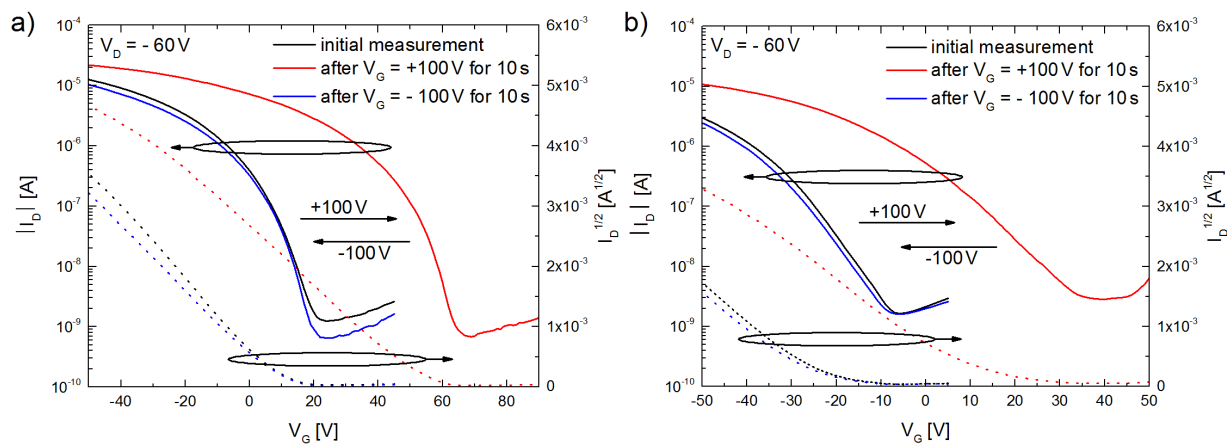 a)
V_D = - 60 V
initial measurement
after V_G = +100 V for 10 s
after V_G = - 100 V for 10 s
+100 V
-100 V
10^-4
10^-5
10^-6
10^-7
10^-8
10^-9
10^-10
| I_D | [A]
-40 -20 0 20 40 60 80
V_G [V]
6x10^-3
5x10^-3
4x10^-3
3x10^-3
2x10^-3
1x10^-3
0
I_D^1/2 [A^1/2]
b)
V_D = - 60 V
initial measurement
after V_G = +100 V for 10 s
after V_G = - 100 V for 10 s
+100 V
-100 V
10^-4
10^-5
10^-6
10^-7
10^-8
10^-9
10^-10
| I_D | [A]
-50 -40 -30 -20 -10 0 10 20 30 40 50
V_G [V]
6x10^-3
5x10^-3
4x10^-3
3x10^-3
2x10^-3
1x10^-3
0
I_D^1/2 [A^1/2]